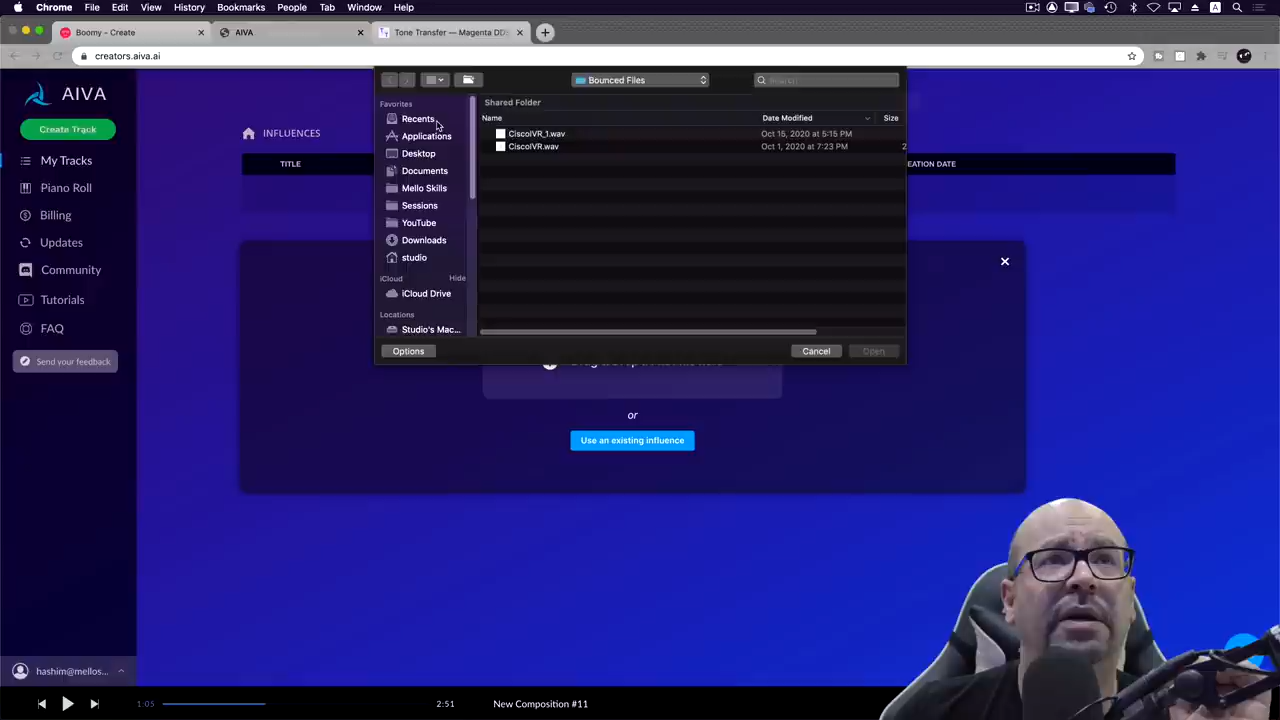 Chrome File Edit View History Bookmarks People Tab Window Help
Boomy - Create
AIVA
Tone Transfer — Magenta DDS
creators.aiva.ai
AIVA
Create Track
My Tracks
Piano Roll
Billing
Updates
Community
Tutorials
FAQ
Send your feedback
INFLUENCES
TITLE
EATION DATE
Bounced Files
Search
Favorites
Recents
Applications
Desktop
Documents
Mello Skills
Sessions
YouTube
Downloads
studio
iCloud Hide
iCloud Drive
Locations
Studio's Mac...
Shared Folder
Name Date Modified Size
CiscoIVR_1.wav Oct 15, 2020 at 5:15 PM
CiscoIVR.wav Oct 1, 2020 at 7:23 PM 2
Options
Cancel
Open
or
Use an existing influence
hashim@mellos...
1:05
2:51
New Composition #11